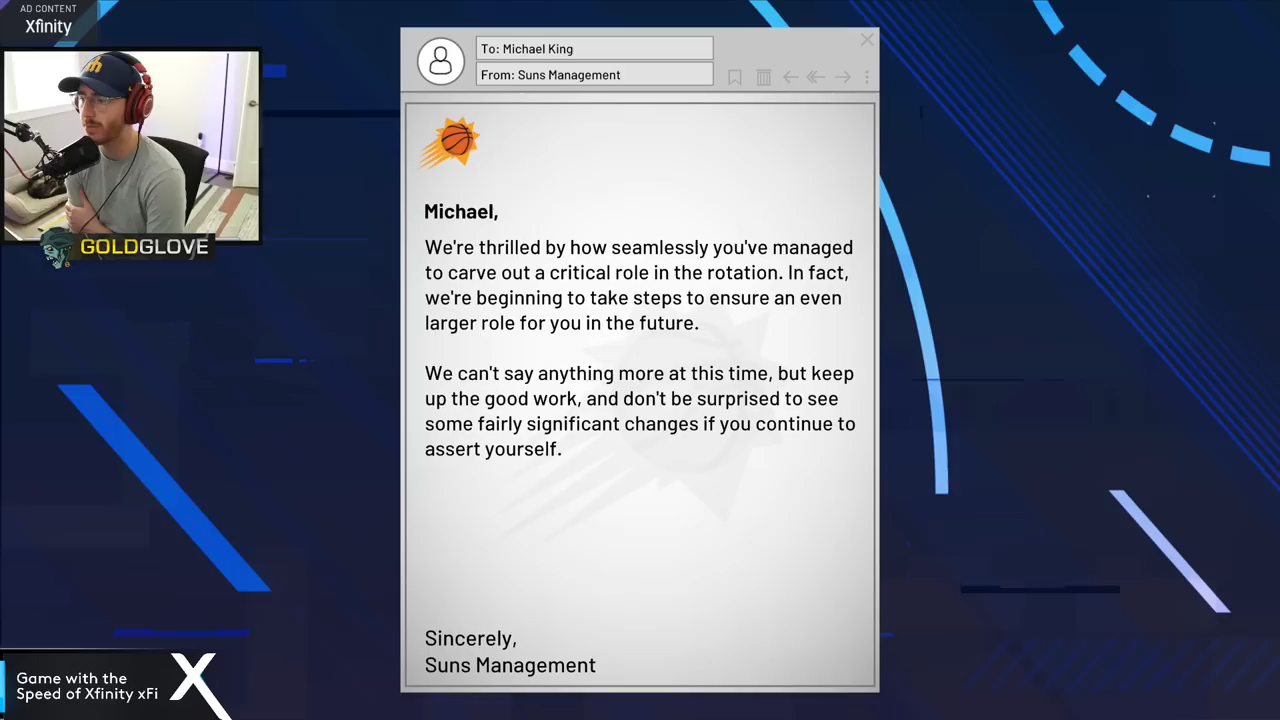 AD CONTENT
Xfinity
GOLDGLOVE
To: Michael King
From: Suns Management
Michael,
We're thrilled by how seamlessly you've managed
to carve out a critical role in the rotation. In fact,
we're beginning to take steps to ensure an even
larger role for you in the future.
We can't say anything more at this time, but keep
up the good work, and don't be surprised to see
some fairly significant changes if you continue to
assert yourself.
Sincerely,
Suns Management
Game with the
Speed of Xfinity xFi
X